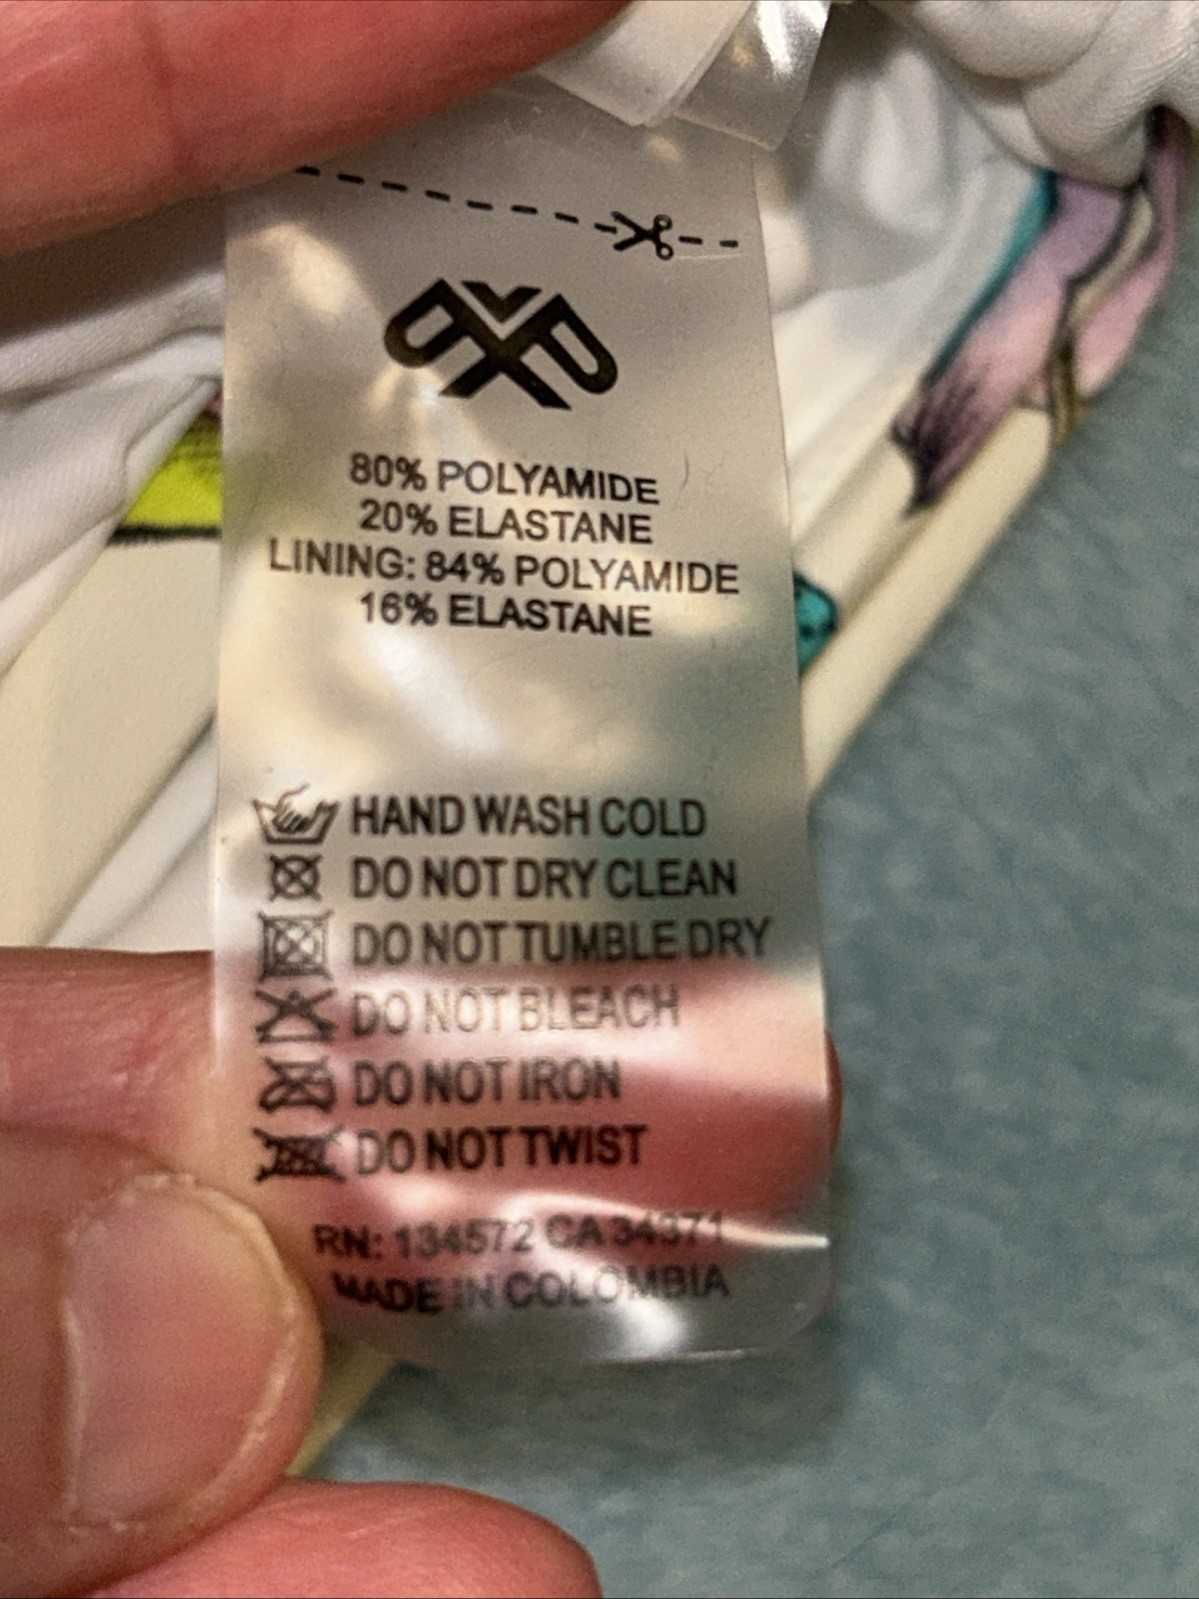 80% POLYAMIDE
20% ELASTANE
LINING: 84% POLYAMIDE
16% ELASTANE
HAND WASH COLD
DO NOT DRY CLEAN
DO NOT TUMBLE DRY
DO NOT BLEACH
DO NOT IRON
DO NOT TWIST
RN: 134572 CA 34371
MADE IN COLOMBIA